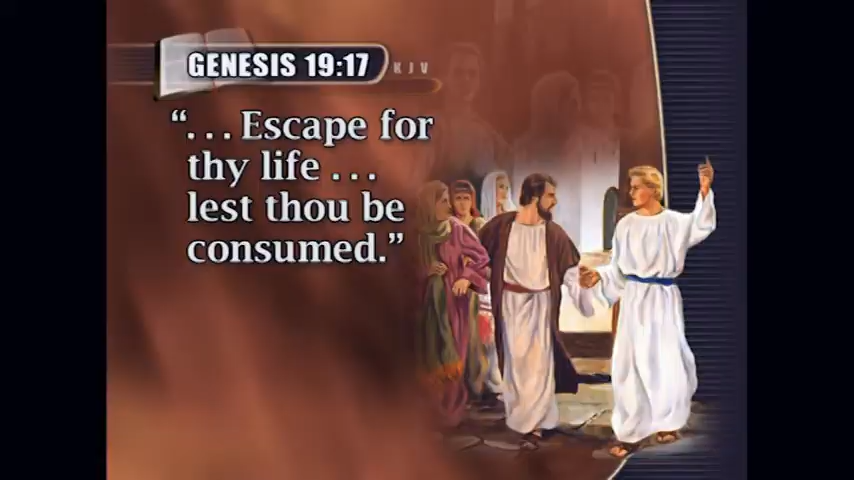 GENESIS 19:17 KJV
“. . . Escape for
thy life . . .
lest thou be
consumed.”